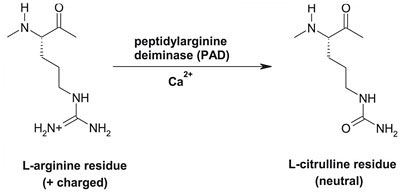 H
N
O
peptidylarginine
deiminase (PAD)
Ca2+
NH
H2N+
NH2
L-arginine residue
(+ charged)
H
N
O
NH
O
NH2
L-citrulline residue
(neutral)